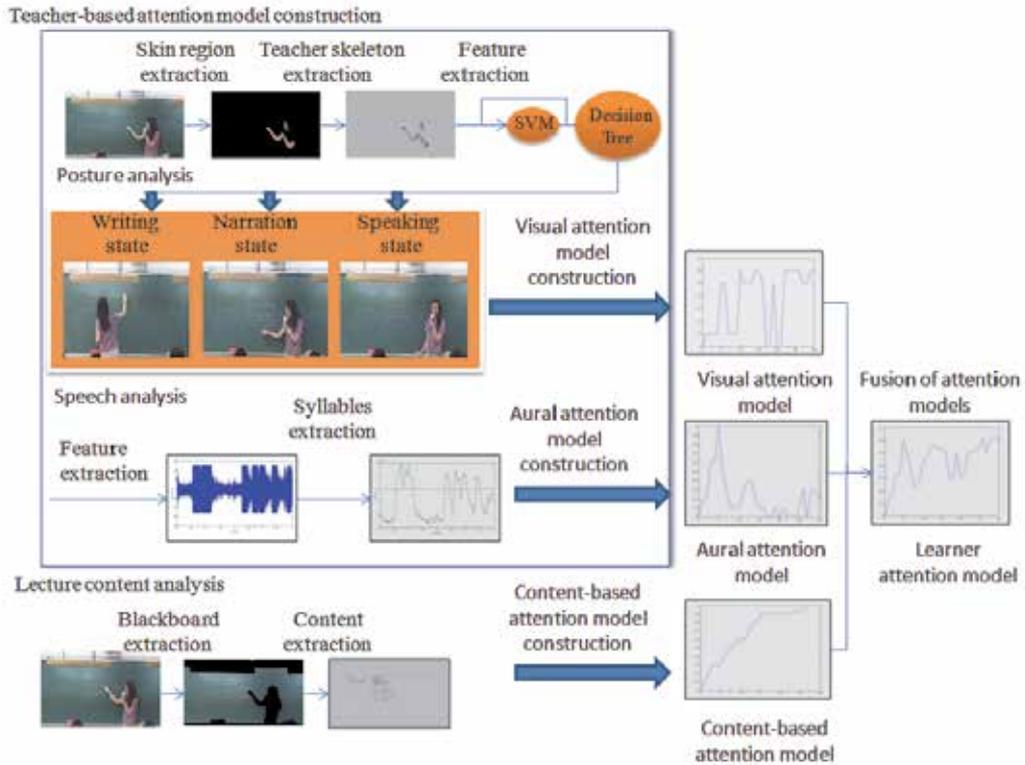 Teacher-based attention model construction
Skin region
extraction
Teacher skeleton
extraction
Feature
extraction
SVM
Decision
Tree
Posture analysis
Writing
state
Narration
state
Speaking
state
Visual attention
model
construction
Visual attention
model
Fusion of attention
models
Speech analysis
Feature
extraction
Syllables
extraction
Aural attention
model
construction
Aural attention
model
Learner
attention model
Lecture content analysis
Blackboard
extraction
Content
extraction
Content-based
attention model
construction
Content-based
attention model